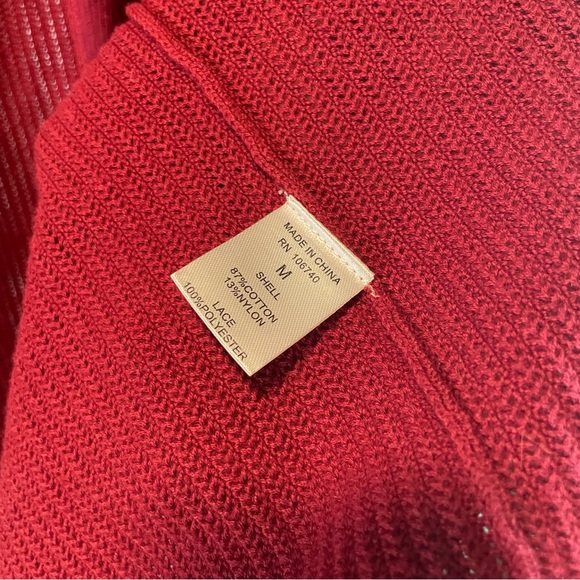 MADE IN CHINA
RN 106740
M
SHELL
87%COTTON
13%NYLON
LACE
100%POLYESTER